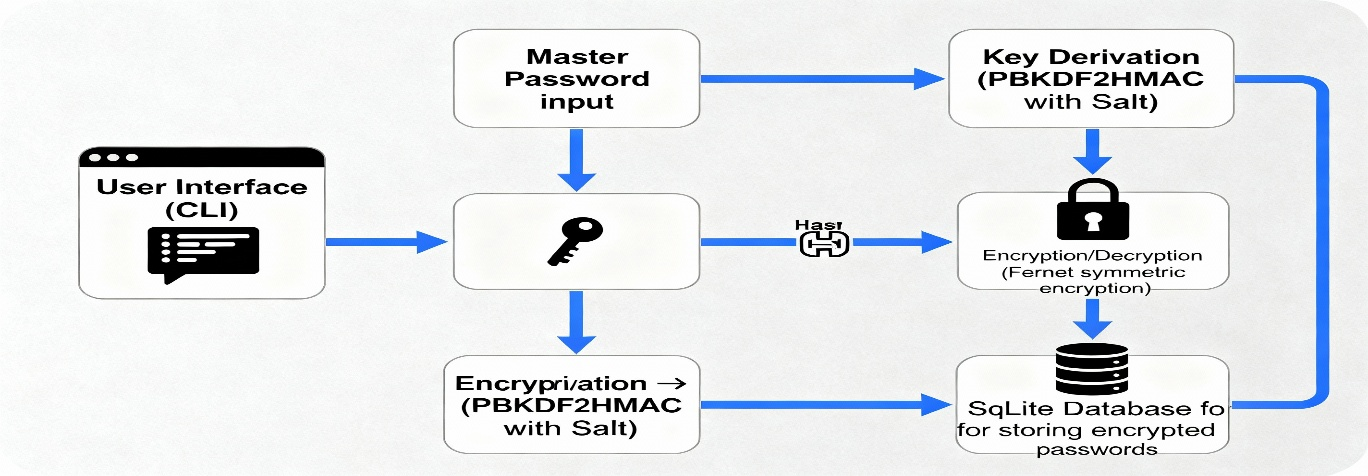 Master
Password
input
Key Derivation
(PBKDF2HMAC
with Salt)
User Interface
(CLI)
Hash
Encryption/Decryption
(Fernet symmetric
encryption)
Encrypri/ation →
(PBKDF2HMAC
with Salt)
SqLite Database fo
for storing encrypted
passwords